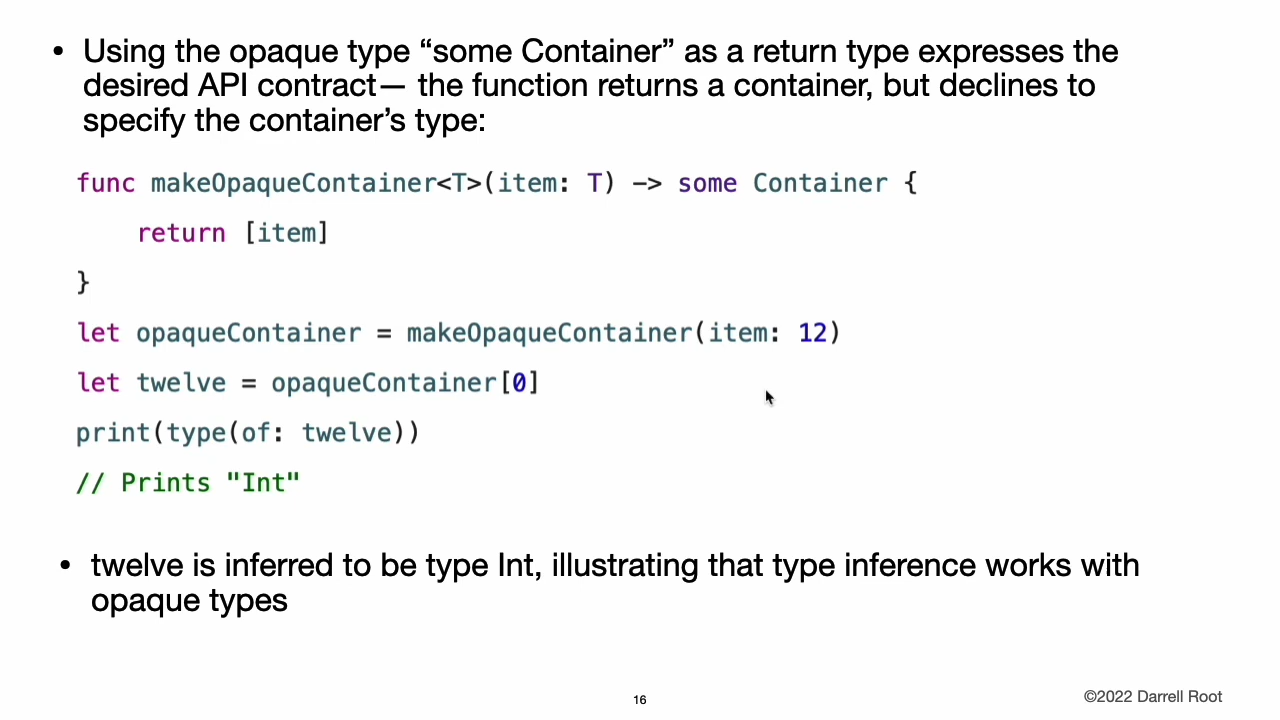 • Using the opaque type “some Container” as a return type expresses the
desired API contract— the function returns a container, but declines to
specify the container’s type:
func makeOpaqueContainer<T>(item: T) -> some Container {
    return [item]
}
let opaqueContainer = makeOpaqueContainer(item: 12)
let twelve = opaqueContainer[0]
print(type(of: twelve))
// Prints "Int"
• twelve is inferred to be type Int, illustrating that type inference works with
opaque types
16
©2022 Darrell Root